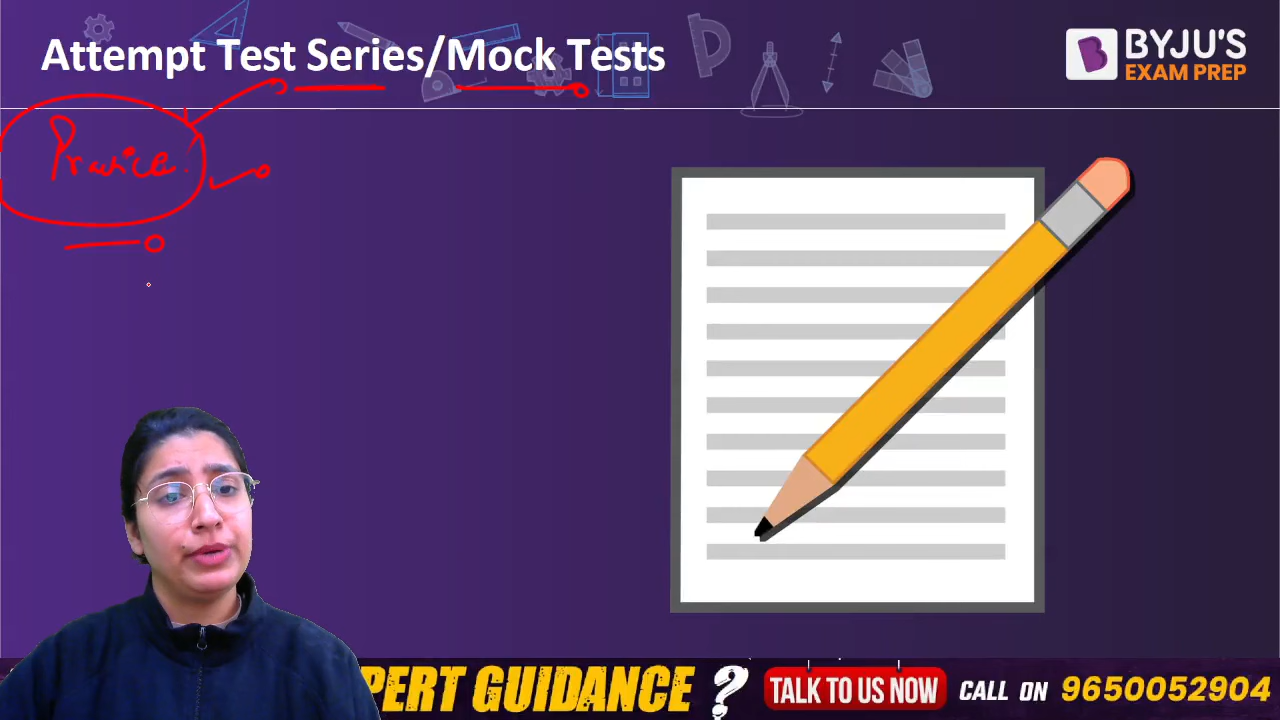 Attempt Test Series/Mock Tests
BYJU'S
EXAM PREP
Practice
PERT GUIDANCE ?
TALK TO US NOW
CALL ON 9650052904